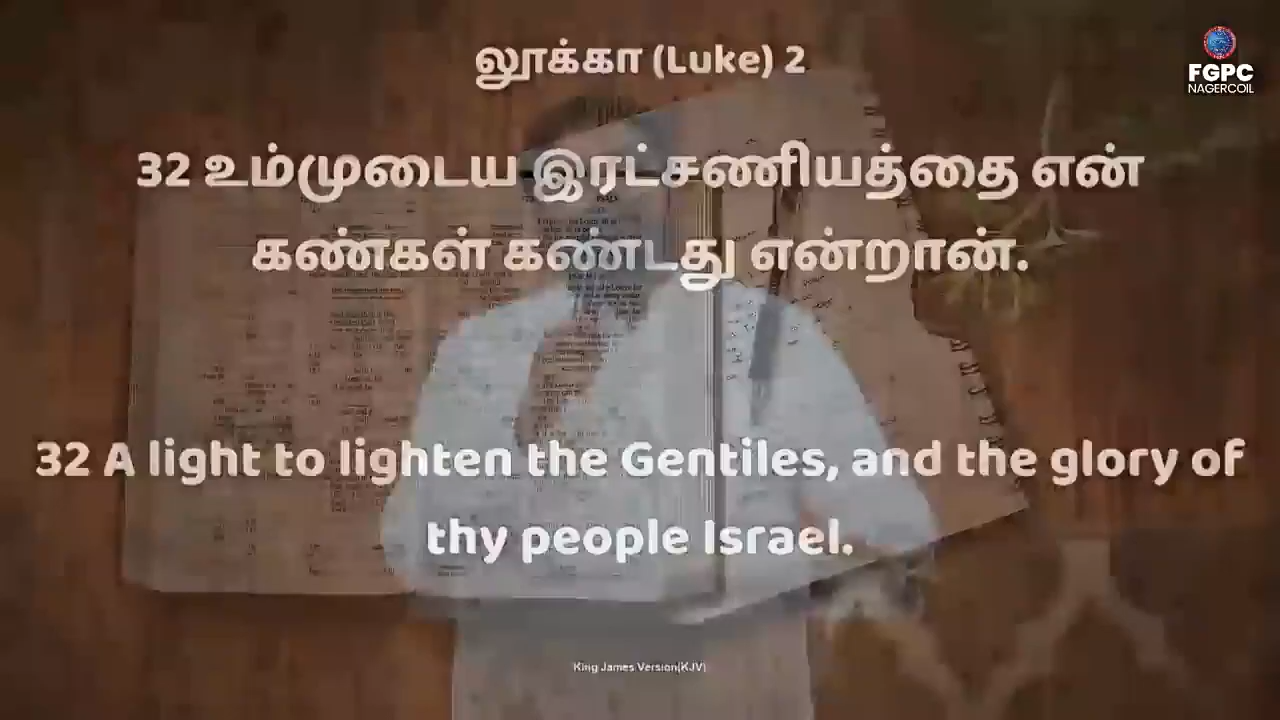 லூக்கா (Luke) 2
FGPC
NAGERCOIL
32 உம்முடைய இரட்சணியத்தை என்
கண்கள் கண்டது என்றான்.
32 A light to lighten the Gentiles, and the glory of
thy people Israel.
King James Version(KJV)